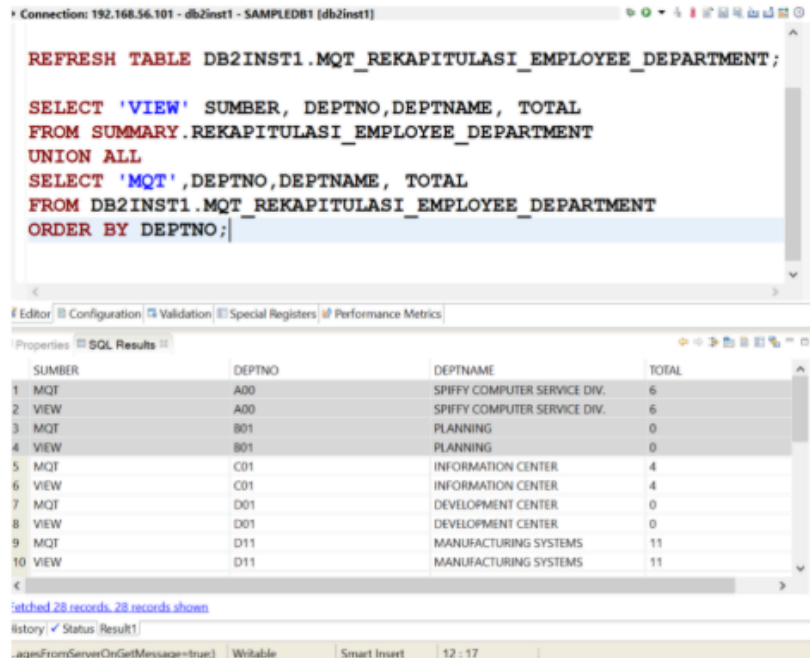 Connection: 192.168.56.101 - db2inst1 - SAMPLEDB1 [db2inst1]
REFRESH TABLE DB2INST1.MQT_REKAPITULASI_EMPLOYEE_DEPARTMENT;
SELECT 'VIEW' SUMBER, DEPTNO,DEPTNAME, TOTAL
FROM SUMMARY.REKAPITULASI_EMPLOYEE_DEPARTMENT
UNION ALL
SELECT 'MQT',DEPTNO,DEPTNAME, TOTAL
FROM DB2INST1.MQT_REKAPITULASI_EMPLOYEE_DEPARTMENT
ORDER BY DEPTNO;
Editor Configuration Validation Special Registers Performance Metrics
Properties SQL Results
SUMBER DEPTNO DEPTNAME TOTAL
1 MQT A00 SPIFFY COMPUTER SERVICE DIV. 6
2 VIEW A00 SPIFFY COMPUTER SERVICE DIV. 6
3 MQT B01 PLANNING 0
4 VIEW B01 PLANNING 0
5 MQT C01 INFORMATION CENTER 4
6 VIEW C01 INFORMATION CENTER 4
7 MQT D01 DEVELOPMENT CENTER 0
8 VIEW D01 DEVELOPMENT CENTER 0
9 MQT D11 MANUFACTURING SYSTEMS 11
10 VIEW D11 MANUFACTURING SYSTEMS 11
Fetched 28 records. 28 records shown
History Status Result1
...agesFromServerOnGetMessage=true;} Writable Smart Insert 12 : 17